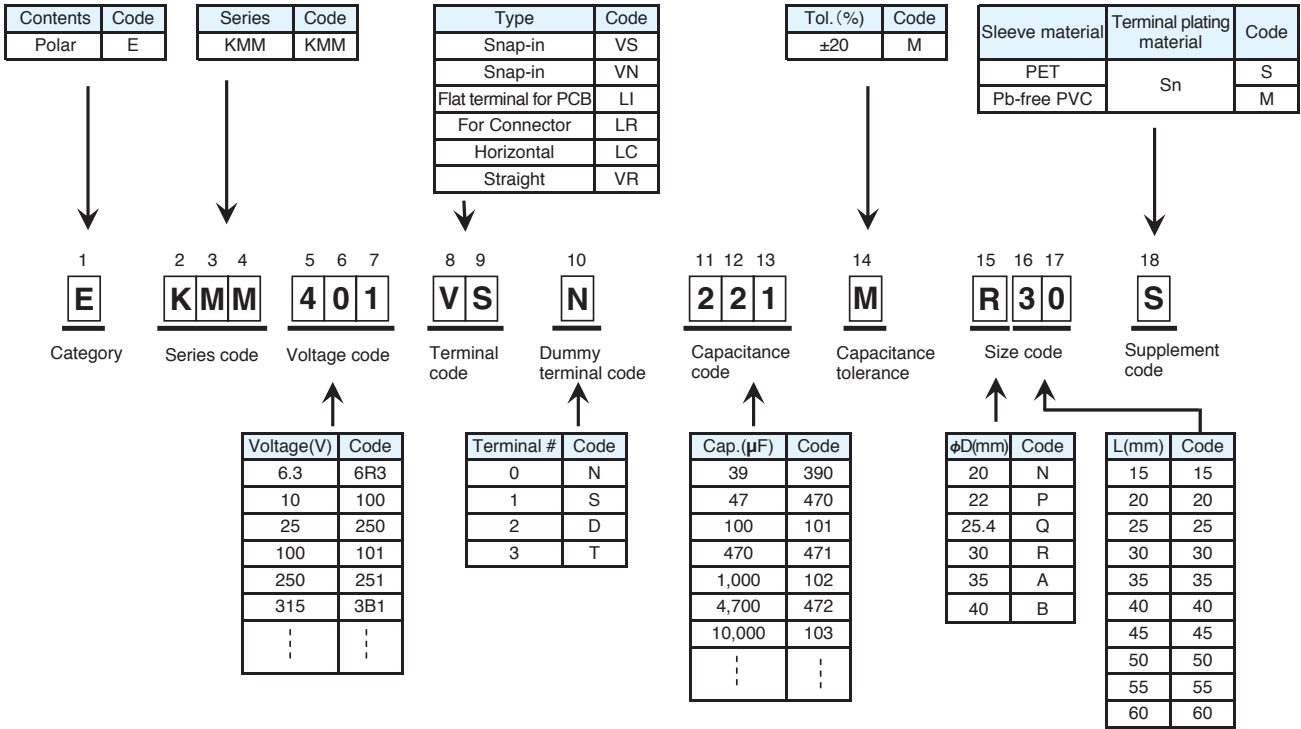 Contents Code
Polar E
Series Code
KMM KMM
Type Code
Snap-in VS
Snap-in VN
Flat terminal for PCB LI
For Connector LR
Horizontal LC
Straight VR
Tol.(%) Code
±20 M
Sleeve material Terminal plating material Code
PET Sn S
Pb-free PVC M
1 2 3 4 5 6 7 8 9 10 11 12 13 14 15 16 17 18
E K M M 4 0 1 V S N 2 2 1 M R 3 0 S
Category
Series code
Voltage code
Terminal
code
Dummy
terminal code
Capacitance
code
Capacitance
tolerance
Size code
Supplement
code
Voltage(V) Code
6.3 6R3
10 100
25 250
100 101
250 251
315 3B1
Terminal # Code
0 N
1 S
2 D
3 T
Cap.(μF) Code
39 390
47 470
100 101
470 471
1,000 102
4,700 472
10,000 103
ϕD(mm) Code
20 N
22 P
25.4 Q
30 R
35 A
40 B
L(mm) Code
15 15
20 20
25 25
30 30
35 35
40 40
45 45
50 50
55 55
60 60